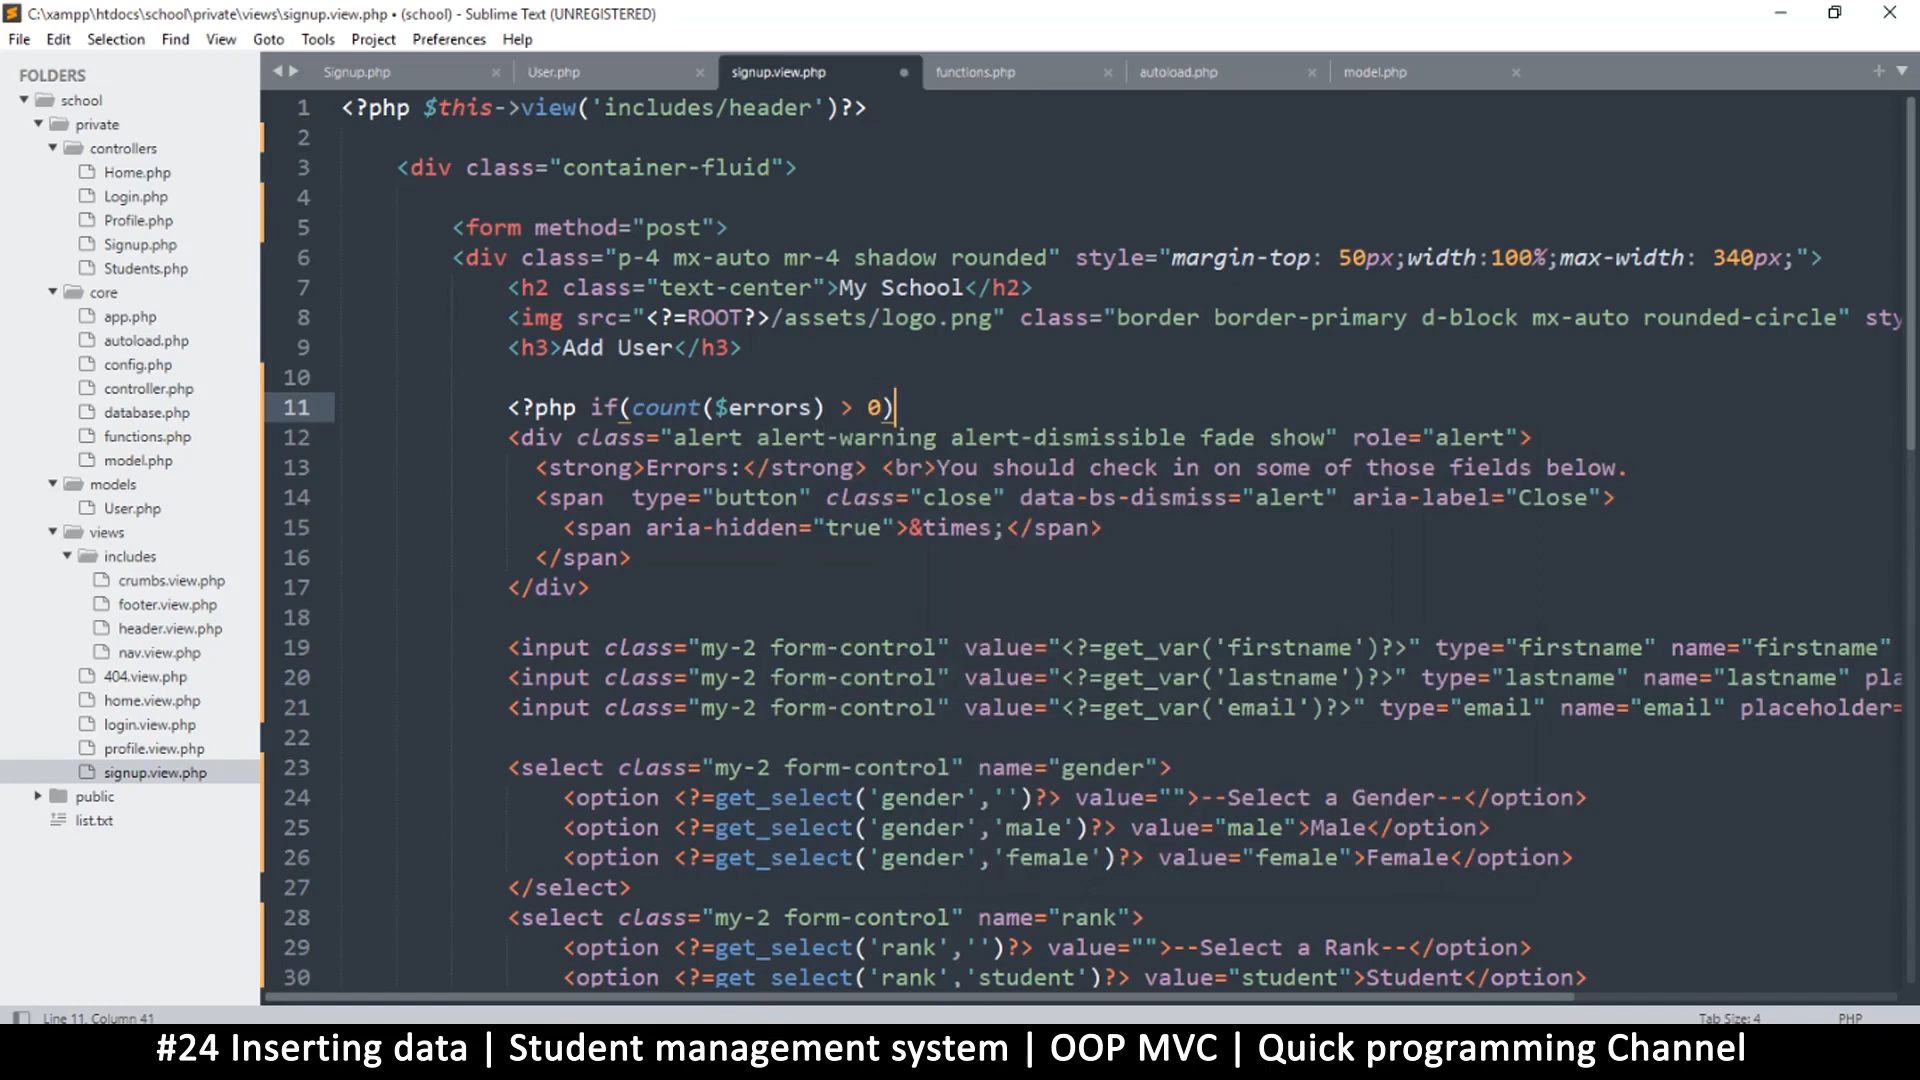 C:\xampp\htdocs\school\private\views\signup.view.php • (school) - Sublime Text (UNREGISTERED)
File Edit Selection Find View Goto Tools Project Preferences Help
FOLDERS
school
private
controllers
Home.php
Login.php
Profile.php
Signup.php
Students.php
core
app.php
autoload.php
config.php
controller.php
database.php
functions.php
model.php
models
User.php
views
includes
crumbs.view.php
footer.view.php
header.view.php
nav.view.php
404.view.php
home.view.php
login.view.php
profile.view.php
signup.view.php
public
list.txt
Signup.php × User.php × signup.view.php functions.php × autoload.php × model.php ×
1 <?php $this->view('includes/header')?>
2
3 <div class="container-fluid">
4
5 <form method="post">
6 <div class="p-4 mx-auto mr-4 shadow rounded" style="margin-top: 50px;width:100%;max-width: 340px;">
7 <h2 class="text-center">My School</h2>
8 <img src="<?=ROOT?>/assets/logo.png" class="border border-primary d-block mx-auto rounded-circle" sty
9 <h3>Add User</h3>
10
11 <?php if(count($errors) > 0)
12 <div class="alert alert-warning alert-dismissible fade show" role="alert">
13 <strong>Errors:</strong> <br>You should check in on some of those fields below.
14 <span  type="button" class="close" data-bs-dismiss="alert" aria-label="Close">
15 <span aria-hidden="true">&times;</span>
16 </span>
17 </div>
18
19 <input class="my-2 form-control" value="<?=get_var('firstname')?>" type="firstname" name="firstname"
20 <input class="my-2 form-control" value="<?=get_var('lastname')?>" type="lastname" name="lastname" pla
21 <input class="my-2 form-control" value="<?=get_var('email')?>" type="email" name="email" placeholder=
22
23 <select class="my-2 form-control" name="gender">
24 <option <?=get_select('gender','')?> value="">--Select a Gender--</option>
25 <option <?=get_select('gender','male')?> value="male">Male</option>
26 <option <?=get_select('gender','female')?> value="female">Female</option>
27 </select>
28 <select class="my-2 form-control" name="rank">
29 <option <?=get_select('rank','')?> value="">--Select a Rank--</option>
30 <option <?=get_select('rank','student')?> value="student">Student</option>
Line 11, Column 41 Tab Size: 4 PHP
#24 Inserting data | Student management system | OOP MVC | Quick programming Channel